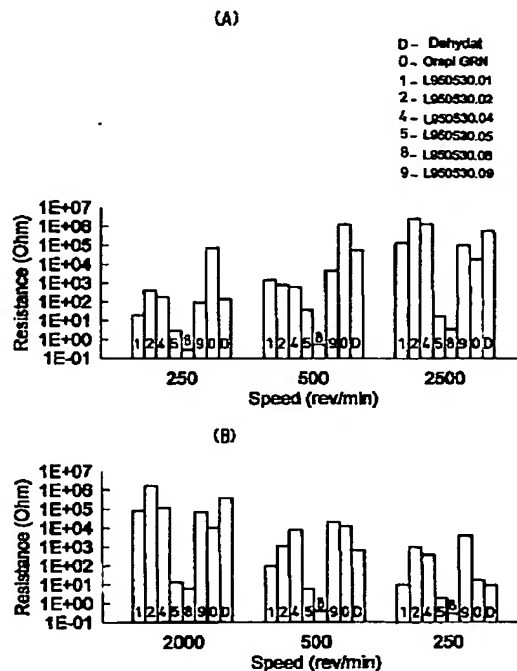 (A)
D - Dehydat
O - Orapi GRN
1 - L950530.01
2 - L950530.02
4 - L950530.04
5 - L950530.05
8 - L950530.08
9 - L950530.09
Resistance (Ohm)
1E+07
1E+06
1E+05
1E+04
1E+03
1E+02
1E+01
1E+00
1E-01
1 2 4 5 8 9 0 D
1 2 4 5 8 9 0 D
1 2 4 5 8 9 0 D
250 500 2500
Speed (rev/min)
(B)
Resistance (Ohm)
1E+07
1E+06
1E+05
1E+04
1E+03
1E+02
1E+01
1E+00
1E-01
1 2 4 5 8 9 0 D
1 2 4 5 8 9 0 D
1 2 4 5 8 9 0 D
2000 500 250
Speed (rev/min)